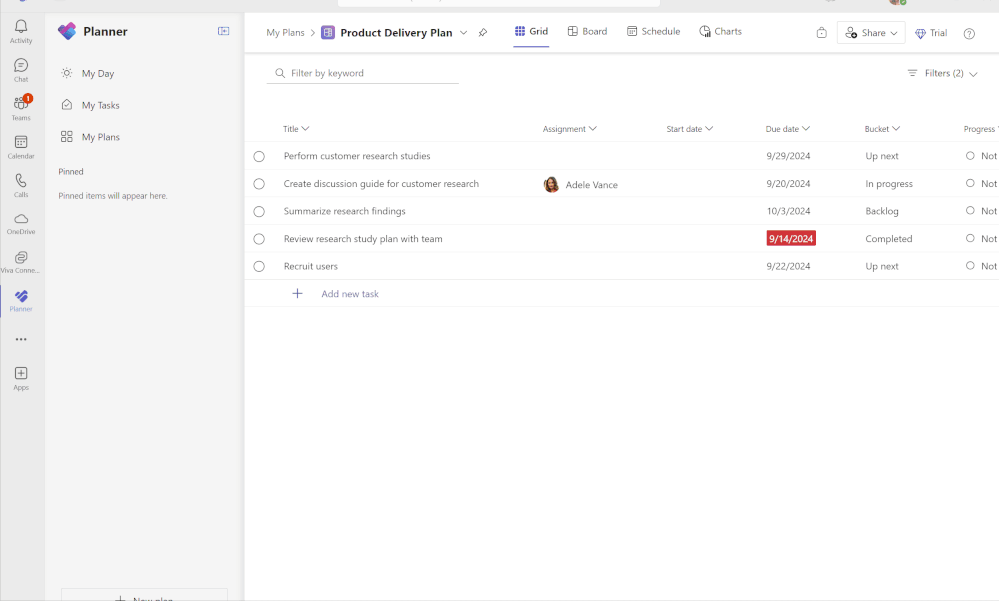 Activity
Chat
1
Teams
Calendar
Calls
OneDrive
Viva Conne...
Planner
Apps
Planner
My Day
My Tasks
My Plans
Pinned
Pinned items will appear here.
New plan
My Plans > Product Delivery Plan Grid Board Schedule Charts Share Trial
Filter by keyword Filters (2)
Title Assignment Start date Due date Bucket Progress
Perform customer research studies 9/29/2024 Up next Not
Create discussion guide for customer research Adele Vance 9/20/2024 In progress Not
Summarize research findings 10/3/2024 Backlog Not
Review research study plan with team 9/14/2024 Completed Not
Recruit users 9/22/2024 Up next Not
Add new task